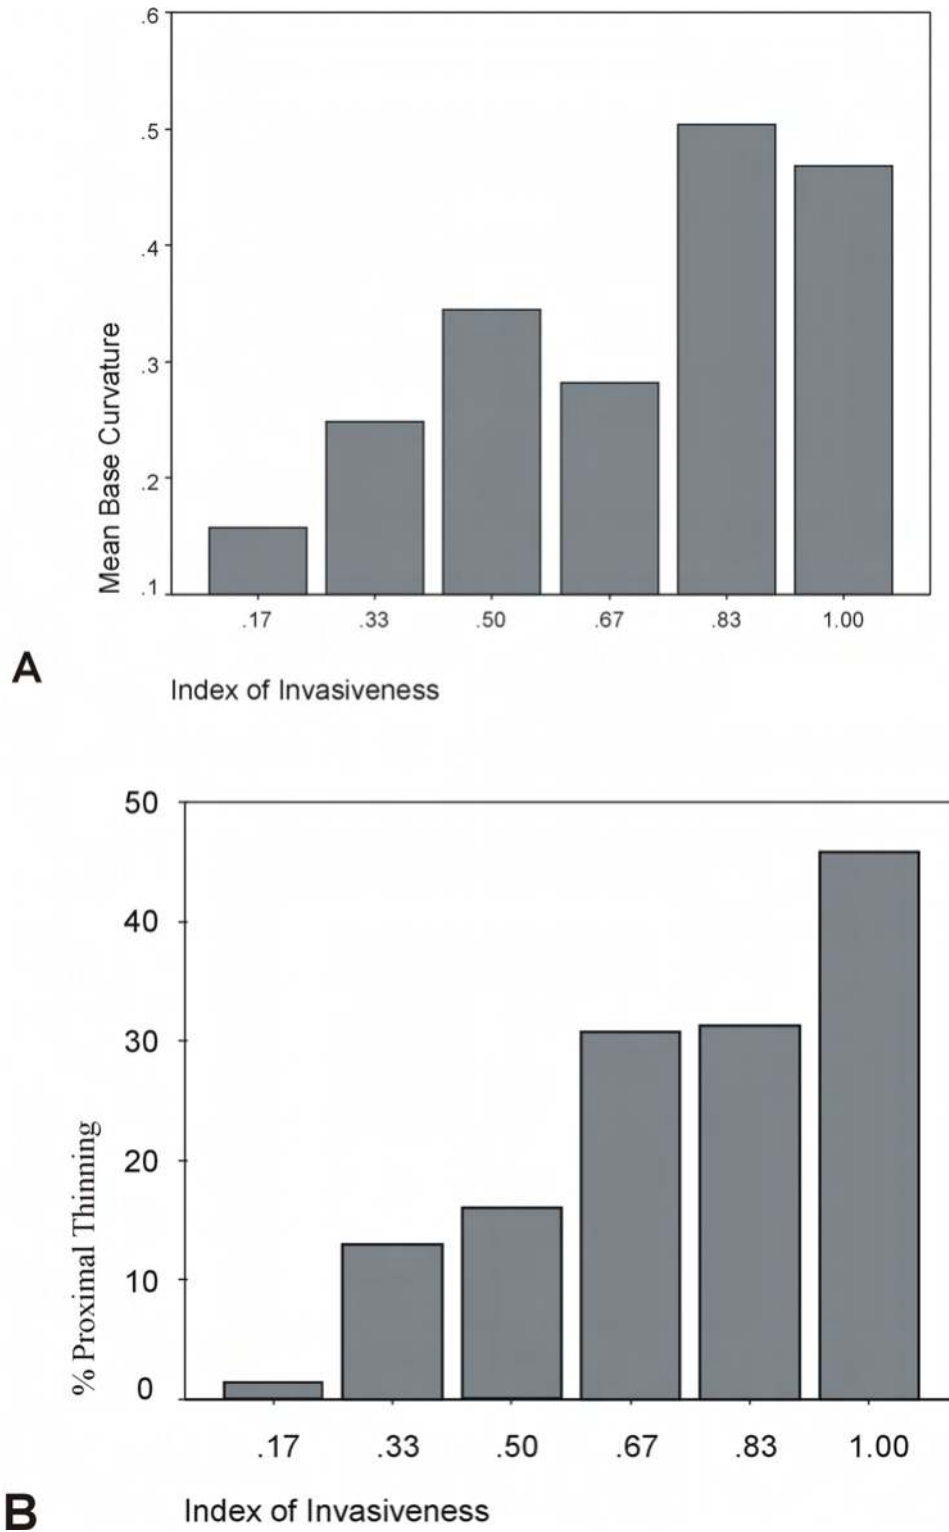 .6
.5
.4
.3
.2
.1
Mean Base Curvature
.17 .33 .50 .67 .83 1.00
A
Index of Invasiveness
50
40
30
20
10
0
% Proximal Thinning
.17 .33 .50 .67 .83 1.00
B
Index of Invasiveness